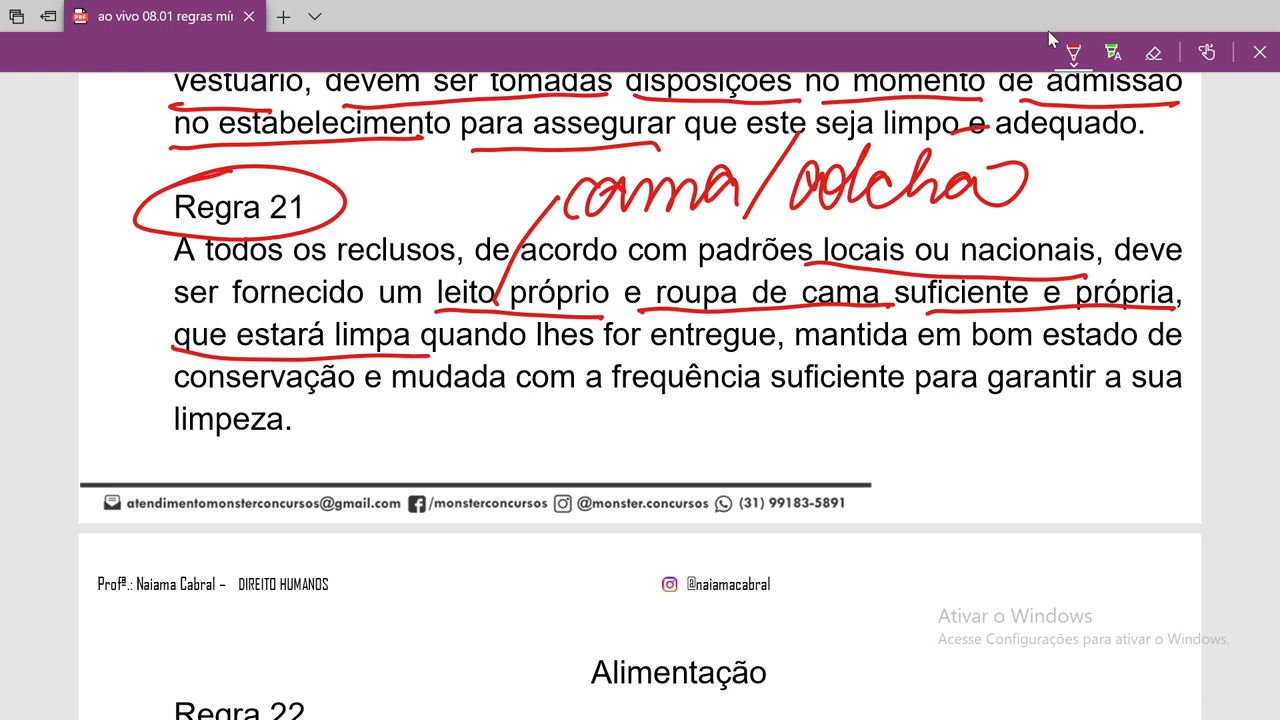 ao vivo 08.01 regras mí
vestuário, devem ser tomadas disposições no momento de admissão
no estabelecimento para assegurar que este seja limpo e adequado.
cama/colchão
Regra 21
A todos os reclusos, de acordo com padrões locais ou nacionais, deve
ser fornecido um leito próprio e roupa de cama suficiente e própria,
que estará limpa quando lhes for entregue, mantida em bom estado de
conservação e mudada com a frequência suficiente para garantir a sua
limpeza.
atendimentomonsterconcursos@gmail.com /monsterconcursos @monster.concursos (31) 99183-5891
Profª.: Naiama Cabral – DIREITO HUMANOS @naiamacabral
Ativar o Windows
Acesse Configurações para ativar o Windows.
Alimentação
Regra 22